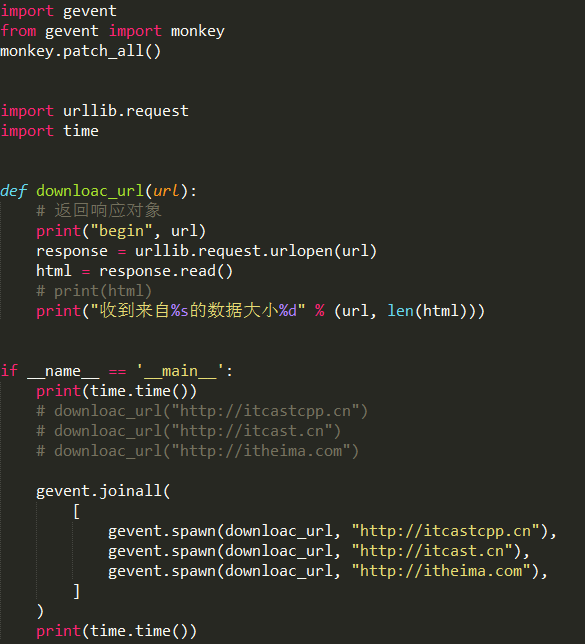 import gevent
from gevent import monkey
monkey.patch_all()
import urllib.request
import time
def downloac_url(url):
# 返回响应对象
print("begin", url)
response = urllib.request.urlopen(url)
html = response.read()
# print(html)
print("收到来自%s的数据大小%d" % (url, len(html)))
if __name__ == '__main__':
print(time.time())
# downloac_url("http://itcastcpp.cn")
# downloac_url("http://itcast.cn")
# downloac_url("http://itheima.com")
gevent.joinall(
[
gevent.spawn(downloac_url, "http://itcastcpp.cn"),
gevent.spawn(downloac_url, "http://itcast.cn"),
gevent.spawn(downloac_url, "http://itheima.com"),
]
)
print(time.time())